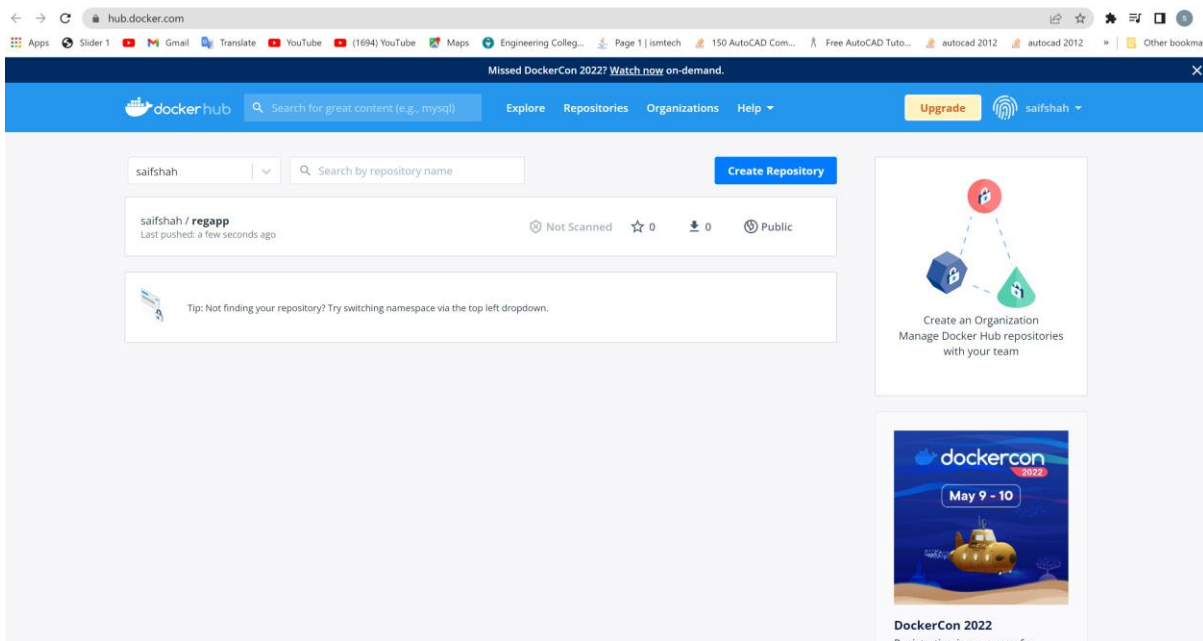 hub.docker.com
Apps Slider 1 Gmail Translate YouTube (1694) YouTube Maps Engineering Colleg... Page 1 | ismtech 150 AutoCAD Com... Free AutoCAD Tuto... autocad 2012 autocad 2012 » Other bookma
Missed DockerCon 2022? Watch now on-demand.
dockerhub Search for great content (e.g., mysql) Explore Repositories Organizations Help Upgrade saifshah
saifshah Search by repository name Create Repository
saifshah / regapp Not Scanned 0 0 Public
Last pushed: a few seconds ago
Tip: Not finding your repository? Try switching namespace via the top left dropdown.
Create an Organization
Manage Docker Hub repositories
with your team
dockercon
2022
May 9 - 10
DockerCon 2022